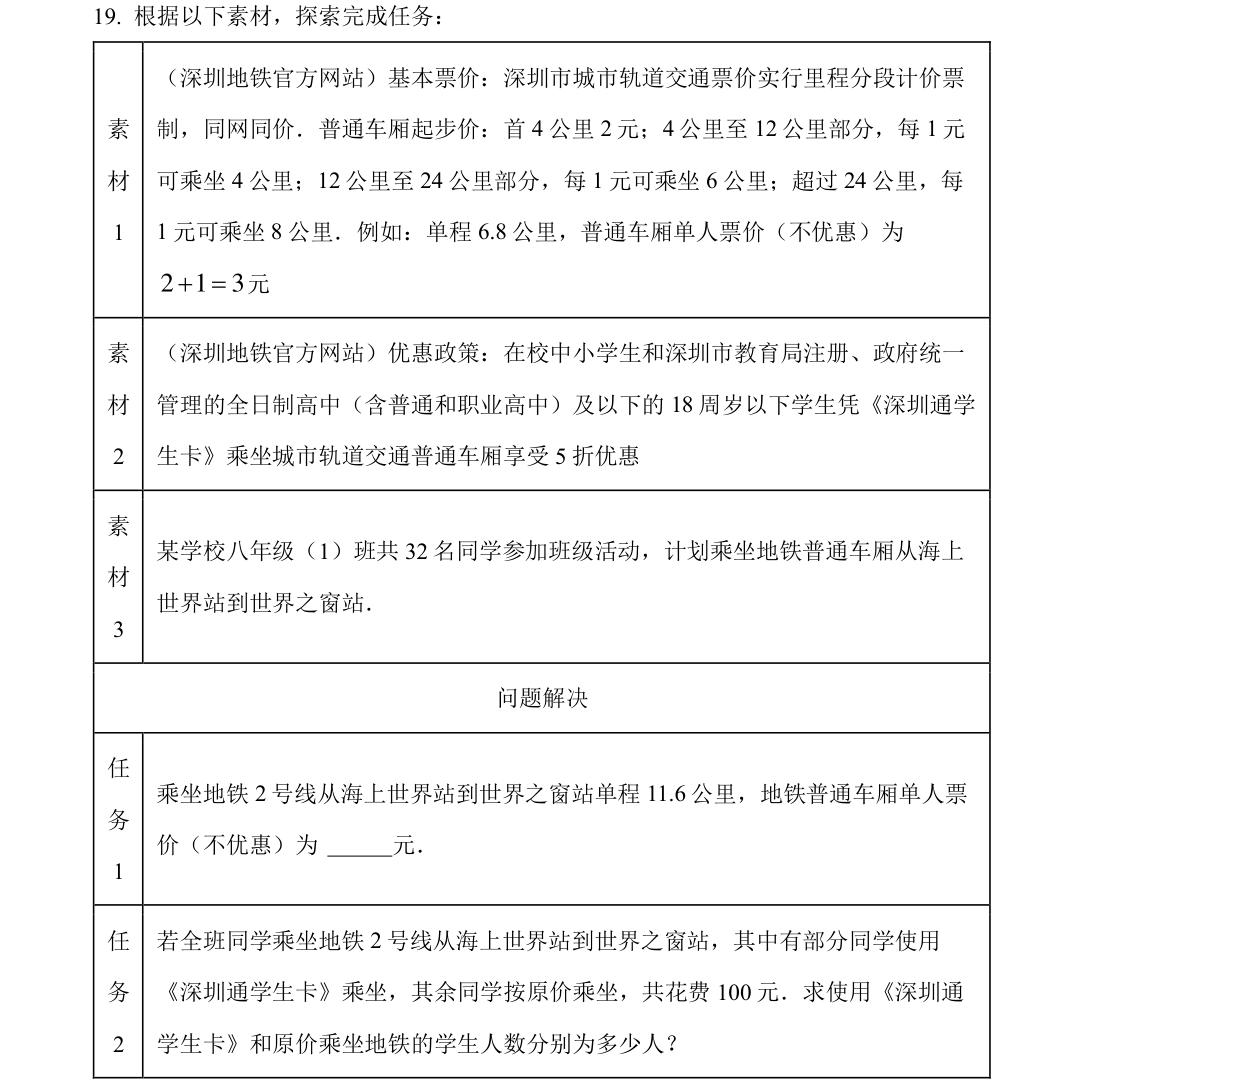 19. 根据以下素材，探索完成任务：
素材1
（深圳地铁官方网站）基本票价：深圳市城市轨道交通票价实行里程分段计价票
制，同网同价．普通车厢起步价：首 4 公里 2 元；4 公里至 12 公里部分，每 1 元
可乘坐 4 公里；12 公里至 24 公里部分，每 1 元可乘坐 6 公里；超过 24 公里，每
1 元可乘坐 8 公里．例如：单程 6.8 公里，普通车厢单人票价（不优惠）为
2+1=3元
素材2
（深圳地铁官方网站）优惠政策：在校中小学生和深圳市教育局注册、政府统一
管理的全日制高中（含普通和职业高中）及以下的 18 周岁以下学生凭《深圳通学
生卡》乘坐城市轨道交通普通车厢享受 5 折优惠
素材3
某学校八年级（1）班共 32 名同学参加班级活动，计划乘坐地铁普通车厢从海上
世界站到世界之窗站．
问题解决
任务1
乘坐地铁 2 号线从海上世界站到世界之窗站单程 11.6 公里，地铁普通车厢单人票
价（不优惠）为 ______元．
任务2
若全班同学乘坐地铁 2 号线从海上世界站到世界之窗站，其中有部分同学使用
《深圳通学生卡》乘坐，其余同学按原价乘坐，共花费 100 元．求使用《深圳通
学生卡》和原价乘坐地铁的学生人数分别为多少人？